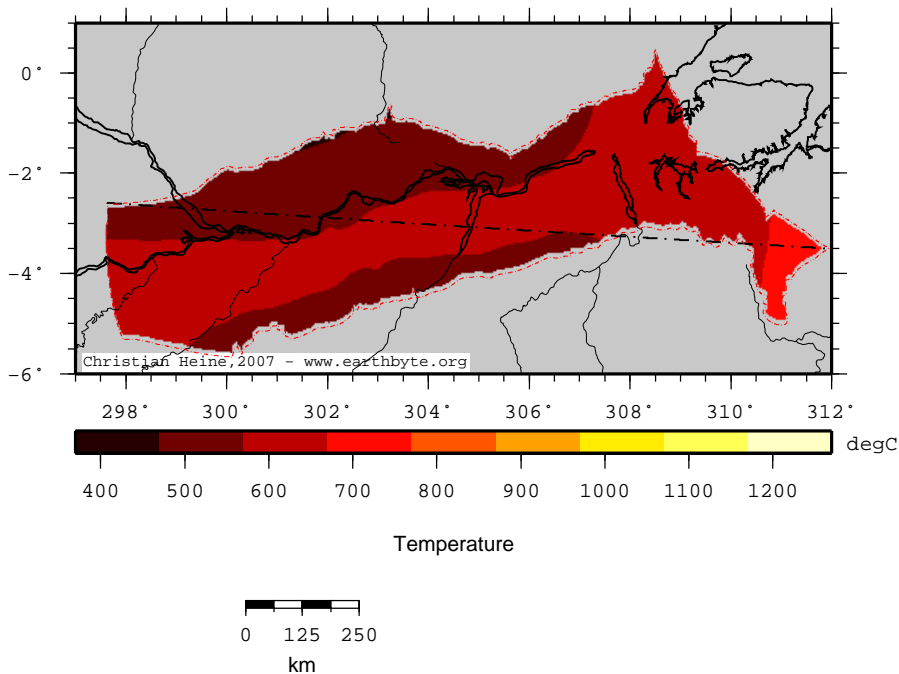 0°
−2°
−4°
−6°
Christian Heine,2007 - www.earthbyte.org
298° 300° 302° 304° 306° 308° 310° 312°
degC
400 500 600 700 800 900 1000 1100 1200
Temperature
0 125 250
km